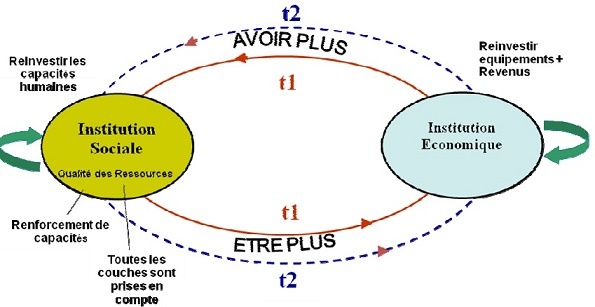 t2
AVOIR PLUS
t1
Reinvestir les
capacités
humaines
Reinvestir
equipements +
Revenus
Institution
Sociale
Qualité des Ressources
Institution
Economique
Renforcement de
capacités
Toutes les
couches sont
prises en
compte
t1
ETRE PLUS
t2